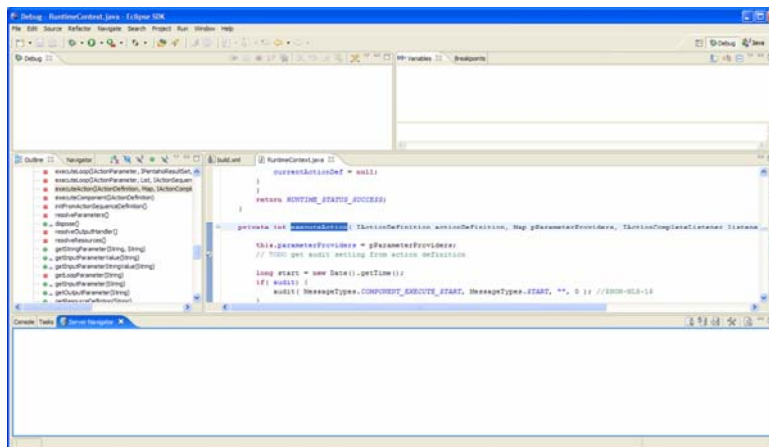 Debug - RuntimeContext.java - Eclipse SDK
File Edit Source Refactor Navigate Search Project Run Window Help
Debug Java
Debug
Variables Breakpoints
Outline Navigator
build.xml RuntimeContext.java
executeLoop(IActionParameter, IPentahoResultSet,
executeLoop(IActionParameter, List, IActionSequen
executeAction(IActionDefinition, Map, IActionCompl
executeComponent(IActionDefinition)
initFromActionSequenceDefinition()
resolveParameters()
dispose()
resolveOutputHandler()
resolveResources()
getStringParameter(String, String)
getInputParameterValue(String)
getInputParameterStringValue(String)
getLoopParameter(String)
getInputParameter(String)
getOutputParameter(String)
getResourceDefinition(String)
currentActionDef = null;
}
}
return RUNTIME_STATUS_SUCCESS;
}
private int executeAction( IActionDefinition actionDefinition, Map pParameterProviders, IActionCompleteListener listene
this.parameterProviders = pParameterProviders;
// TODO get audit setting from action definition
long start = new Date().getTime();
if( audit) {
audit( MessageTypes.COMPONENT_EXECUTE_START, MessageTypes.START, "", 0 ); //$NON-NLS-1$
}
Console Tasks Server Navigator